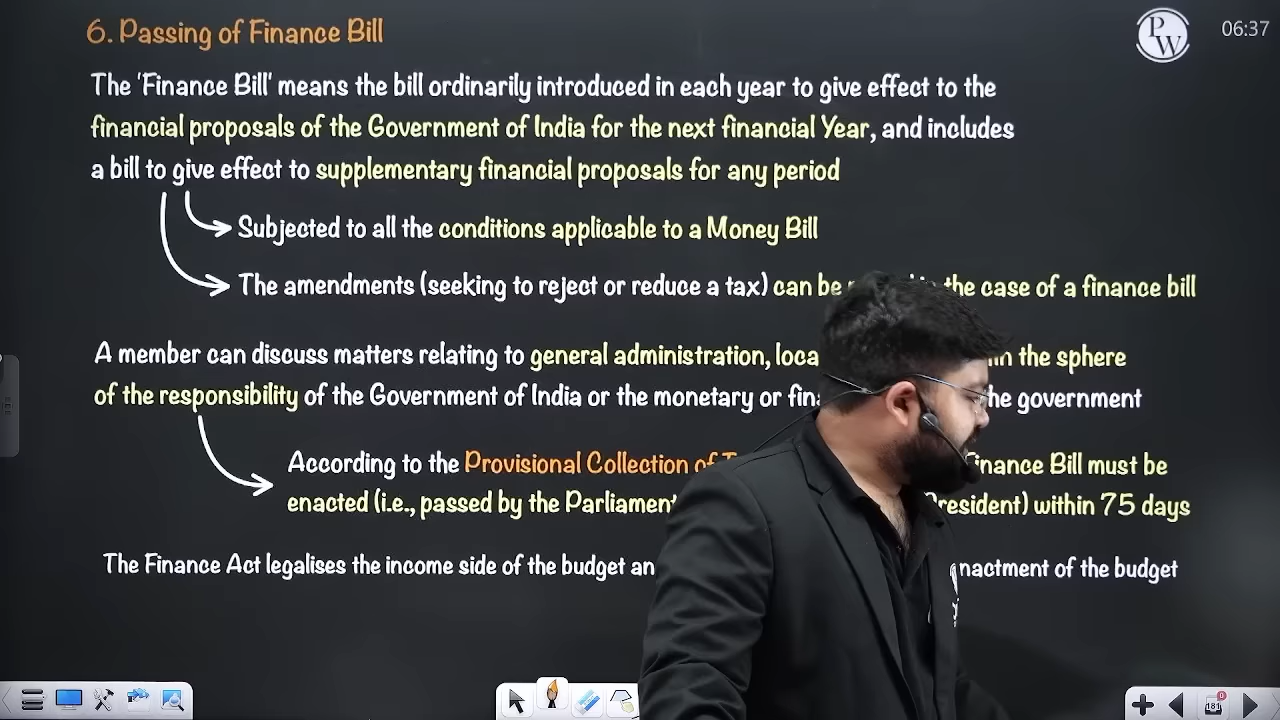 6. Passing of Finance Bill
PW
06:37
The 'Finance Bill' means the bill ordinarily introduced in each year to give effect to the
financial proposals of the Government of India for the next financial Year, and includes
a bill to give effect to supplementary financial proposals for any period
Subjected to all the conditions applicable to a Money Bill
The amendments (seeking to reject or reduce a tax) can be the case of a finance bill
A member can discuss matters relating to general administration, in the sphere
of the responsibility of the Government of India or the monetary or the government
According to the Provisional Collection of Finance Bill must be
enacted (i.e., passed by the Parliament President) within 75 days
The Finance Act legalises the income side of the budget of the budget
181